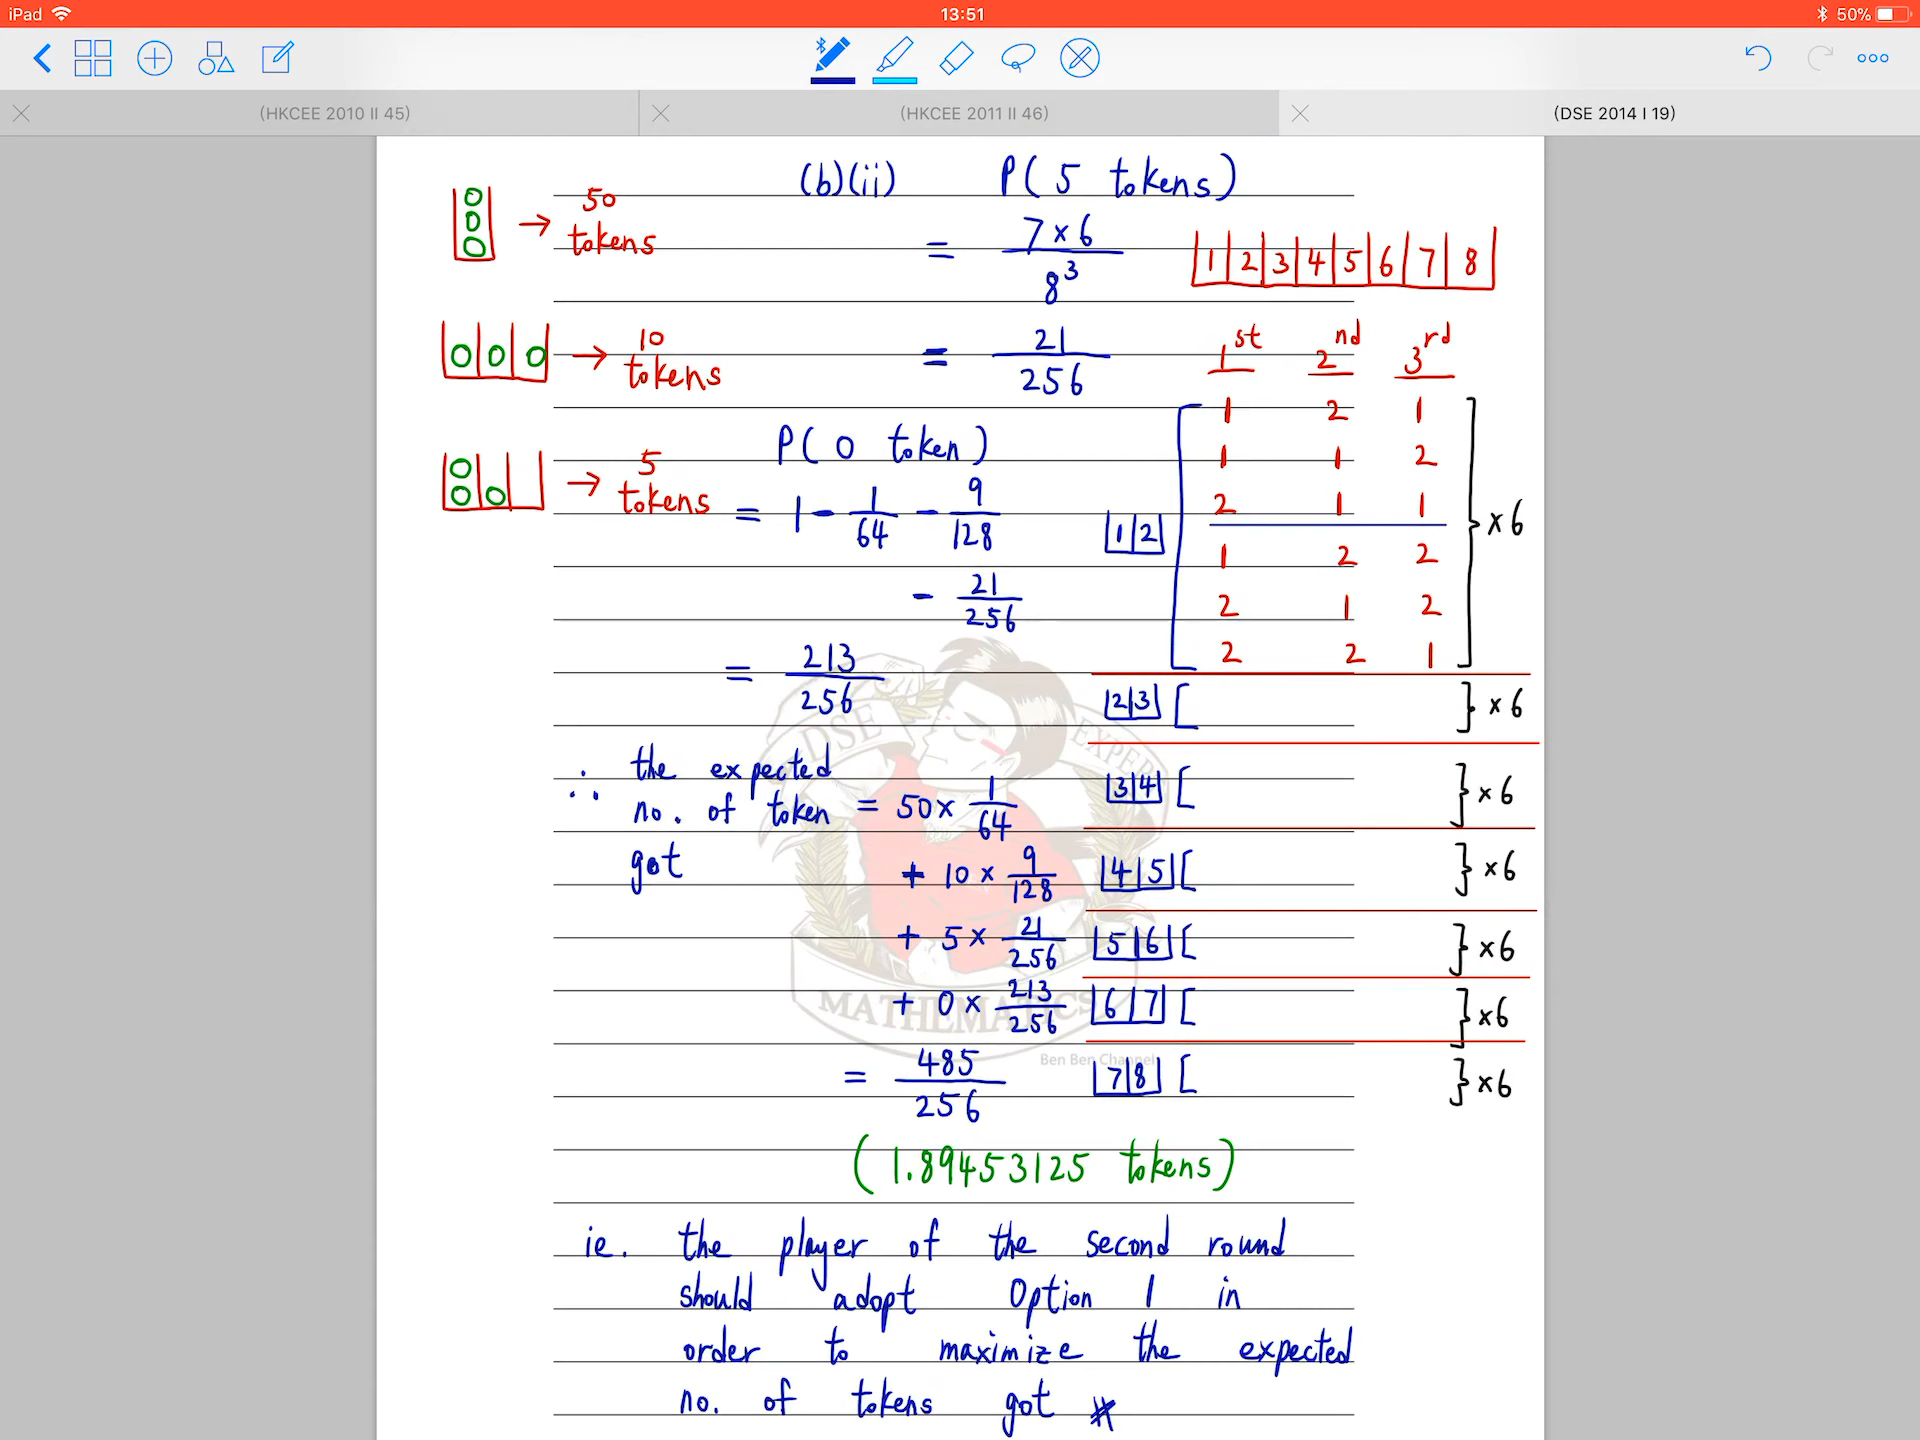 iPad 13:51 50%
(HKCEE 2010 II 45) (HKCEE 2011 II 46) (DSE 2014 I 19)
(b)(ii) P( 5 tokens)
= 7 × 6 / 8³
= 21 / 256
P( 0 token )
= 1 - 1/64 - 9/128
- 21/256
= 213 / 256
∴ the expected
no. of token = 50 × 1/64
got + 10 × 9/128
+ 5 × 21/256
+ 0 × 213/256
= 485 / 256
( 1.89453125 tokens )
ie. the player of the second round
should adopt Option 1 in
order to maximize the expected
no. of tokens got
→ 50
tokens
→ 10
tokens
→ 5
tokens
1 2 3 4 5 6 7 8
1st 2nd 3rd
1 2 1
1 1 2
2 1 1
1 2 [ } × 6
1 2 2
2 1 2
2 2 1
2 3 [ } × 6
3 4 [ } × 6
4 5 [ } × 6
5 6 [ } × 6
6 7 [ } × 6
7 8 [ } × 6
DSE EXPER
MATHEMATICS
Ben Ben Channel